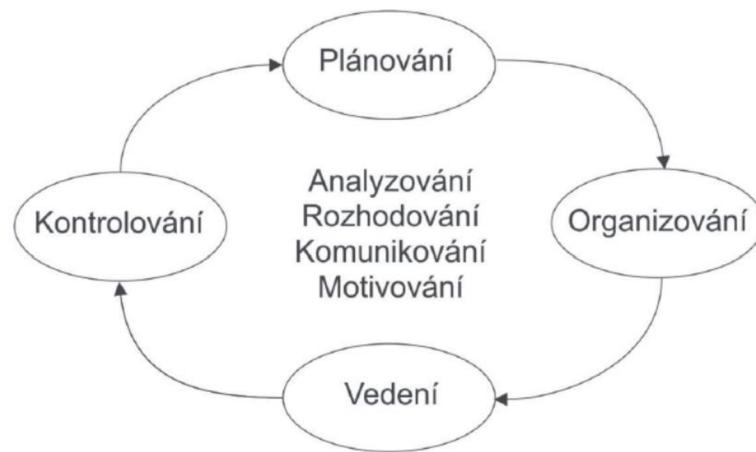 Plánování
Kontrolování
Analyzování
Rozhodování
Komunikování
Motivování
Organizování
Vedení